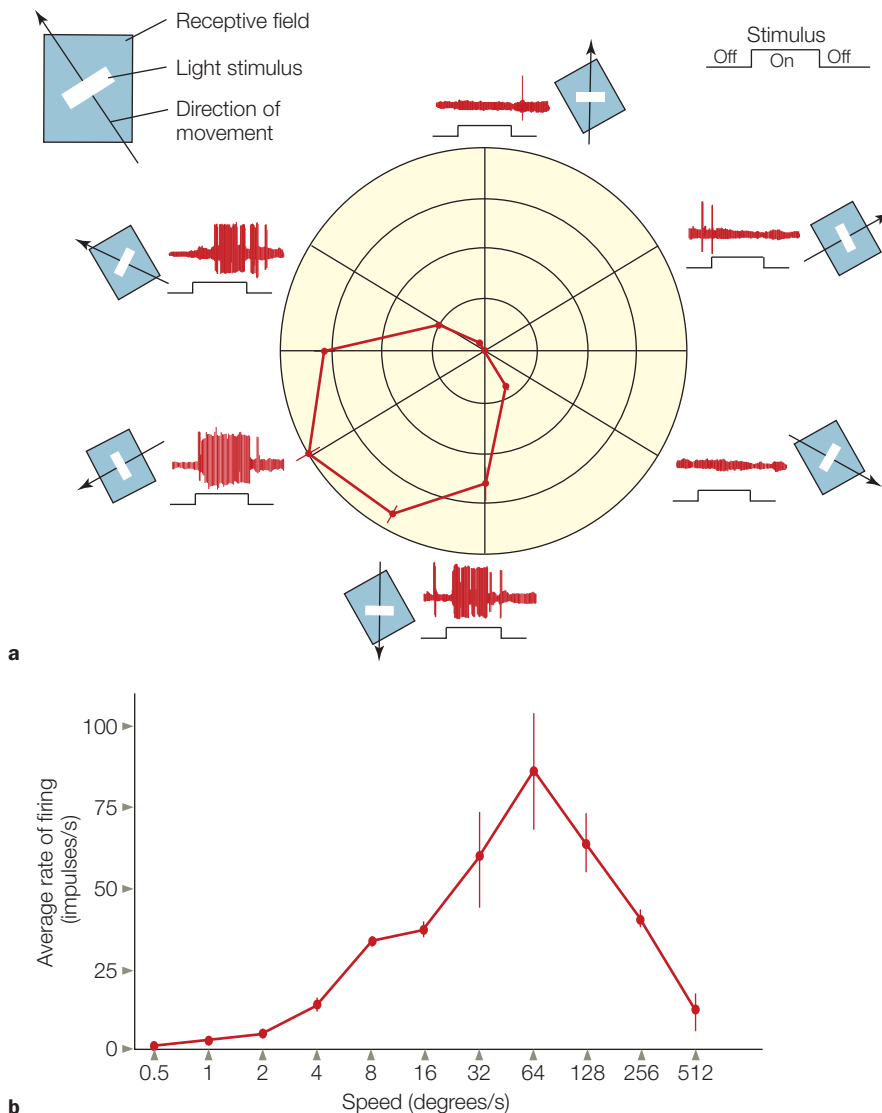 Receptive field
Light stimulus
Direction of
movement
Stimulus
Off On Off
a
Average rate of firing
(impulses/s)
100
75
50
25
0
0.5 1 2 4 8 16 32 64 128 256 512
Speed (degrees/s)
b